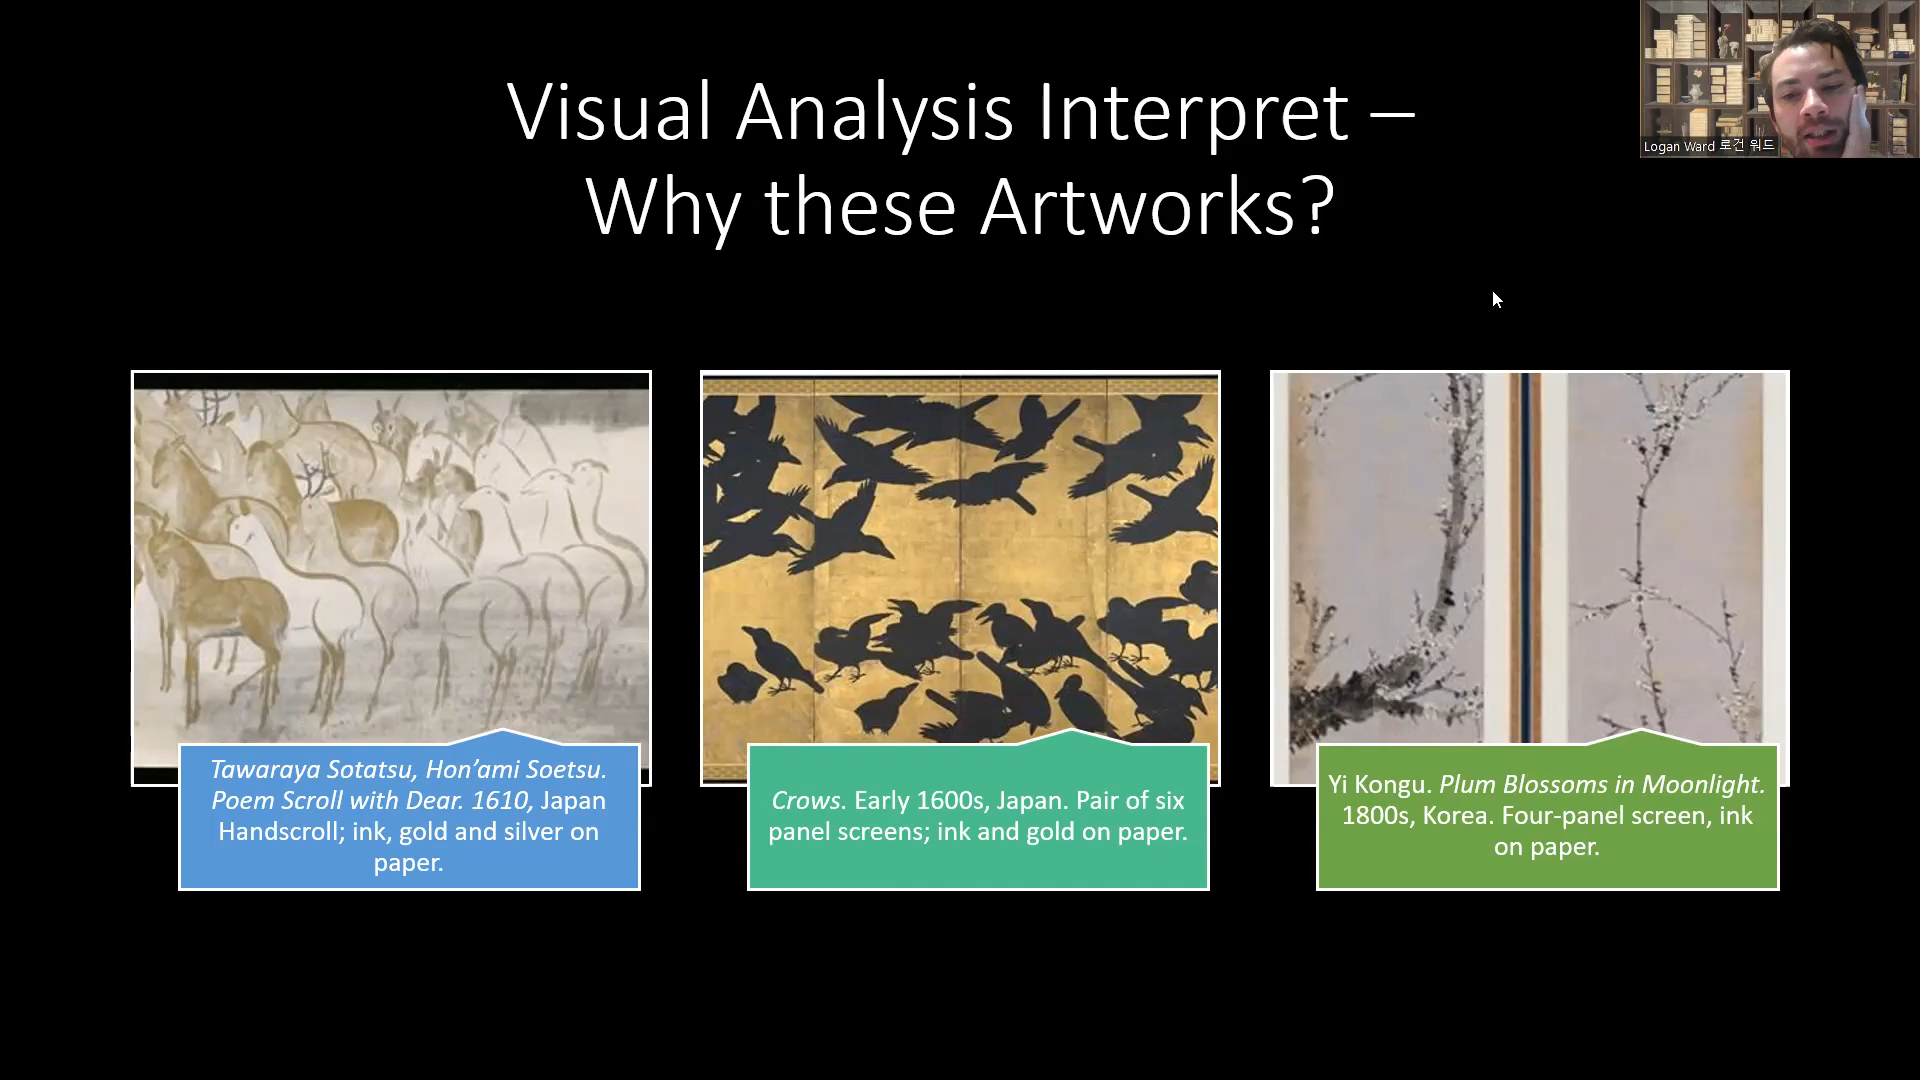 Visual Analysis Interpret –
Why these Artworks?
Logan Ward 로건 워드
Tawaraya Sotatsu, Hon’ami Soetsu.
Poem Scroll with Dear. 1610, Japan
Handscroll; ink, gold and silver on
paper.
Crows. Early 1600s, Japan. Pair of six
panel screens; ink and gold on paper.
Yi Kongu. Plum Blossoms in Moonlight.
1800s, Korea. Four-panel screen, ink
on paper.